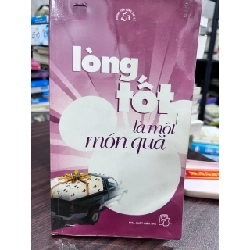 lòng
tốt
là một
món quà